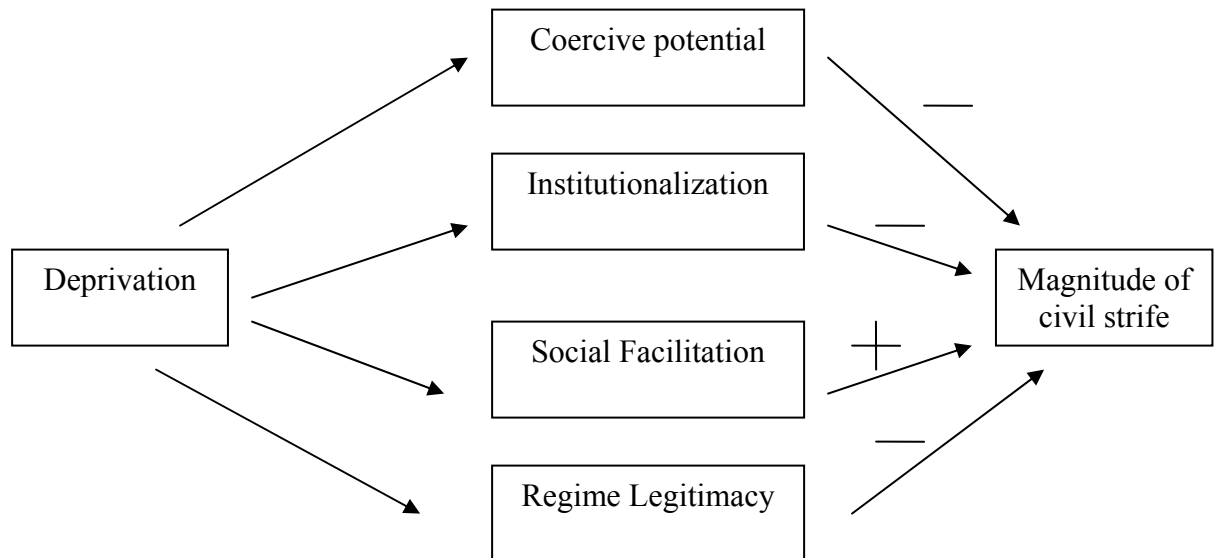 Coercive potential
Institutionalization
Deprivation
Magnitude of
civil strife
Social Facilitation
Regime Legitimacy
—
—
+
—